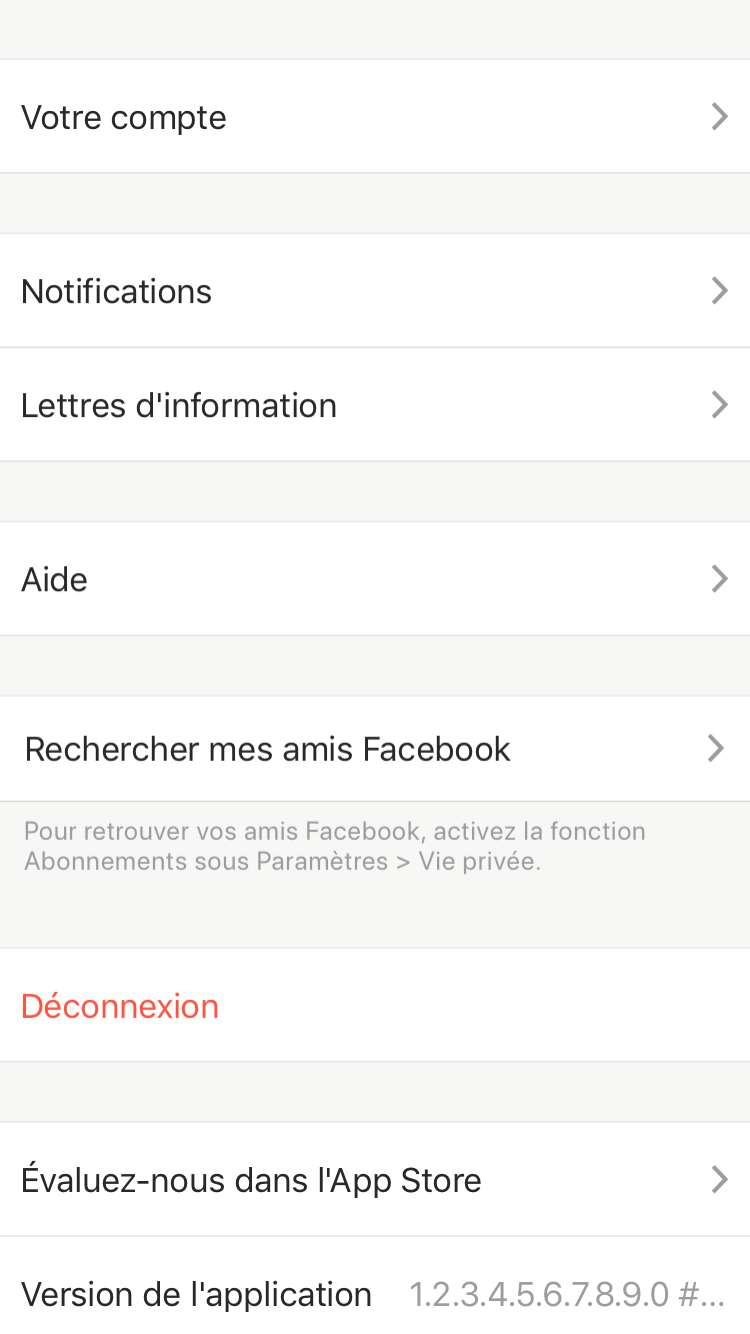 Votre compte
Notifications
Lettres d'information
Aide
Rechercher mes amis Facebook
Pour retrouver vos amis Facebook, activez la fonction
Abonnements sous Paramètres > Vie privée.
Déconnexion
Évaluez-nous dans l'App Store
Version de l'application 1.2.3.4.5.6.7.8.9.0 #...